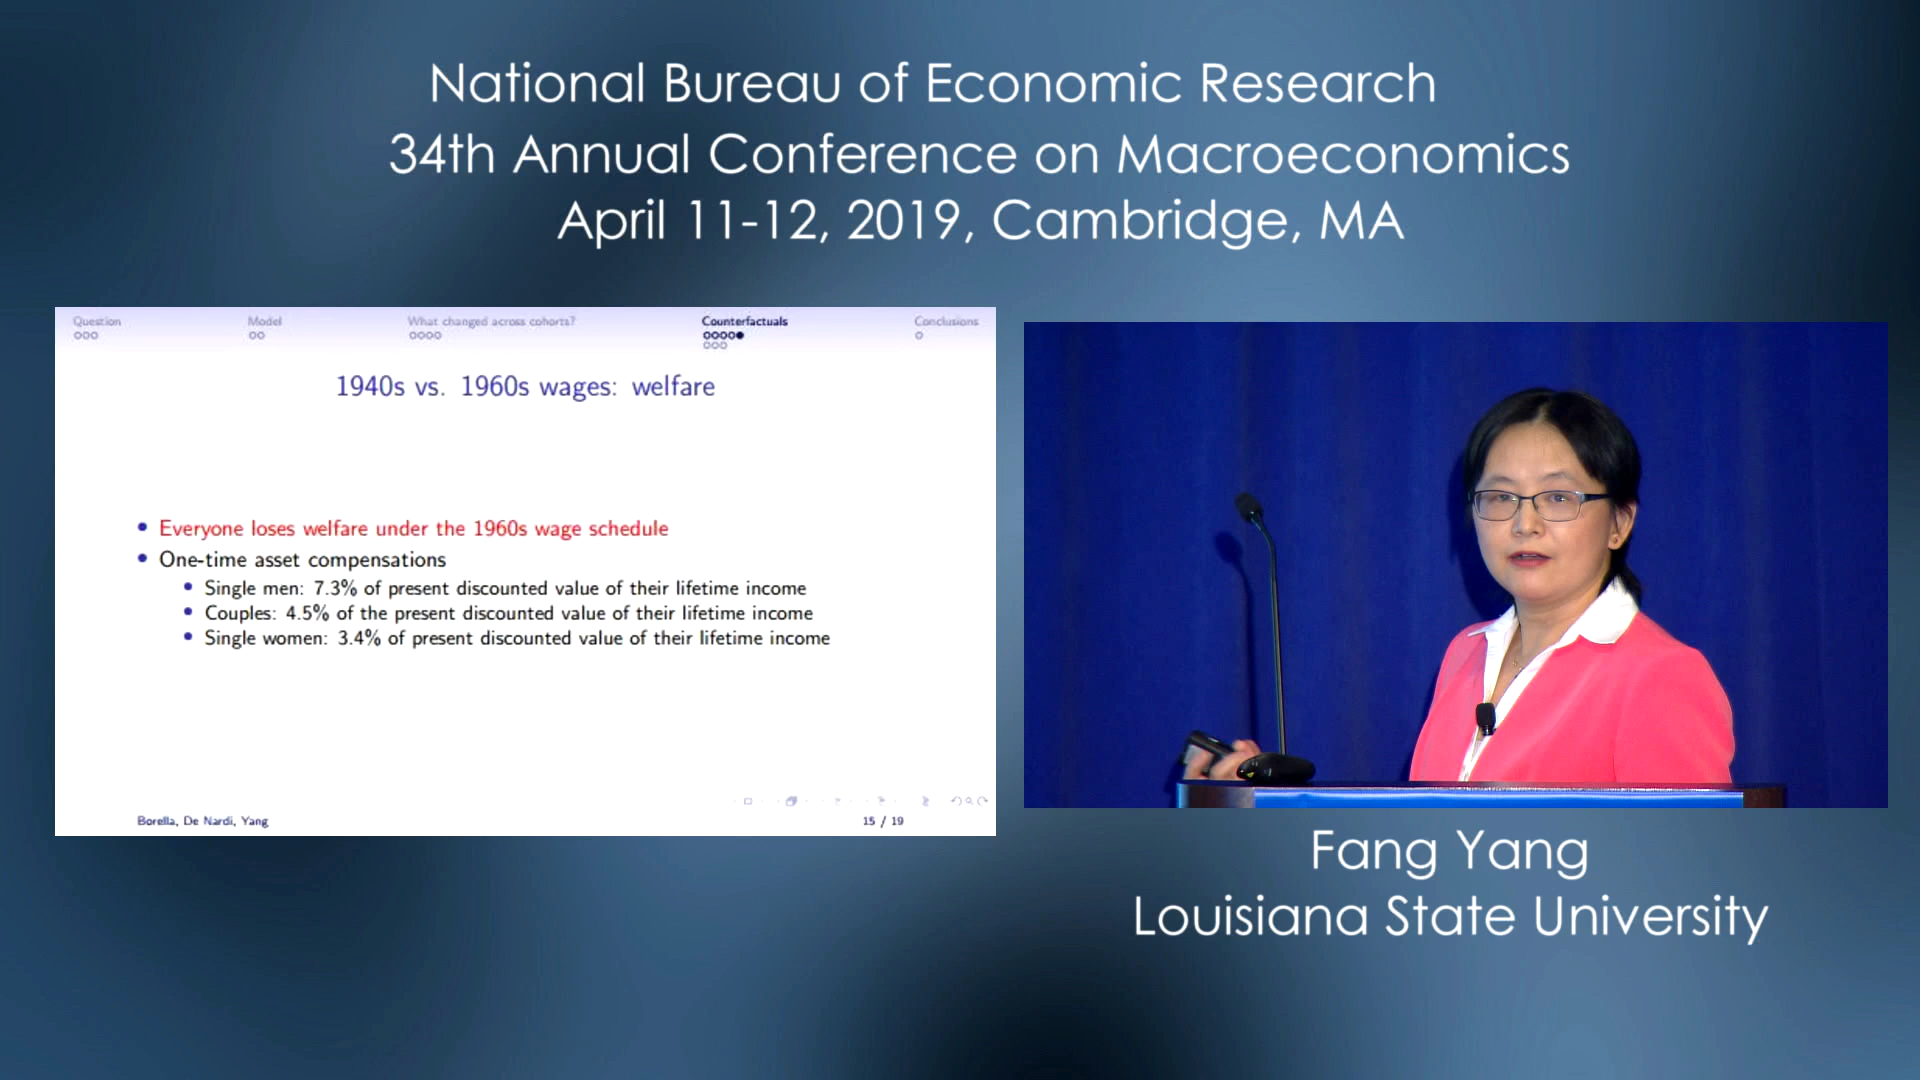 National Bureau of Economic Research
34th Annual Conference on Macroeconomics
April 11-12, 2019, Cambridge, MA
Question
Model
What changed across cohorts?
Counterfactuals
Conclusions
1940s vs. 1960s wages: welfare
Everyone loses welfare under the 1960s wage schedule
One-time asset compensations
Single men: 7.3% of present discounted value of their lifetime income
Couples: 4.5% of the present discounted value of their lifetime income
Single women: 3.4% of present discounted value of their lifetime income
Borella, De Nardi, Yang
15 / 19
Fang Yang
Louisiana State University